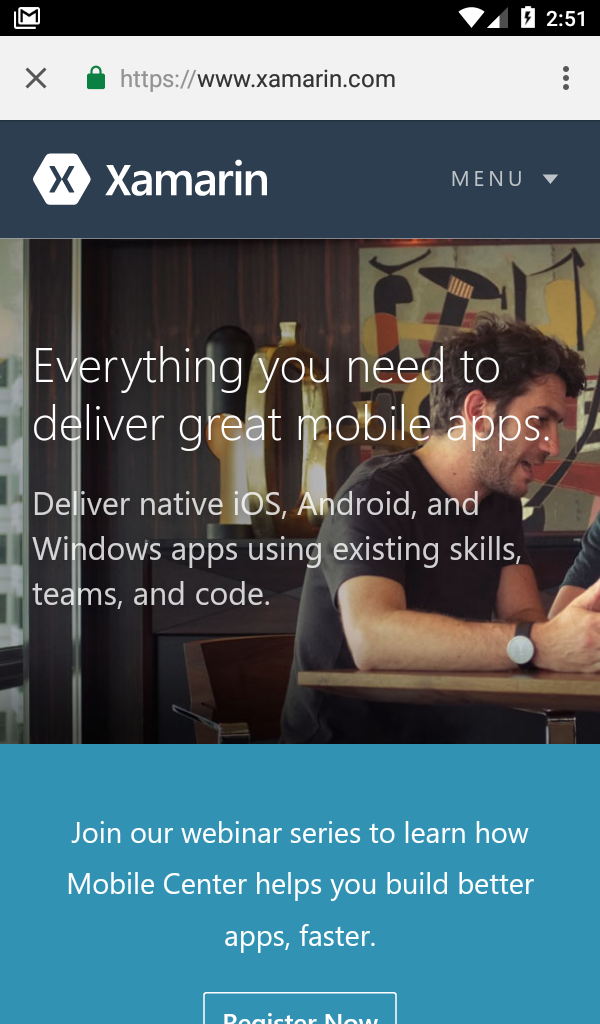 2:51
https://www.xamarin.com
Xamarin
MENU
Everything you need to
deliver great mobile apps.
Deliver native iOS, Android, and
Windows apps using existing skills,
teams, and code.
Join our webinar series to learn how
Mobile Center helps you build better
apps, faster.
Register Now